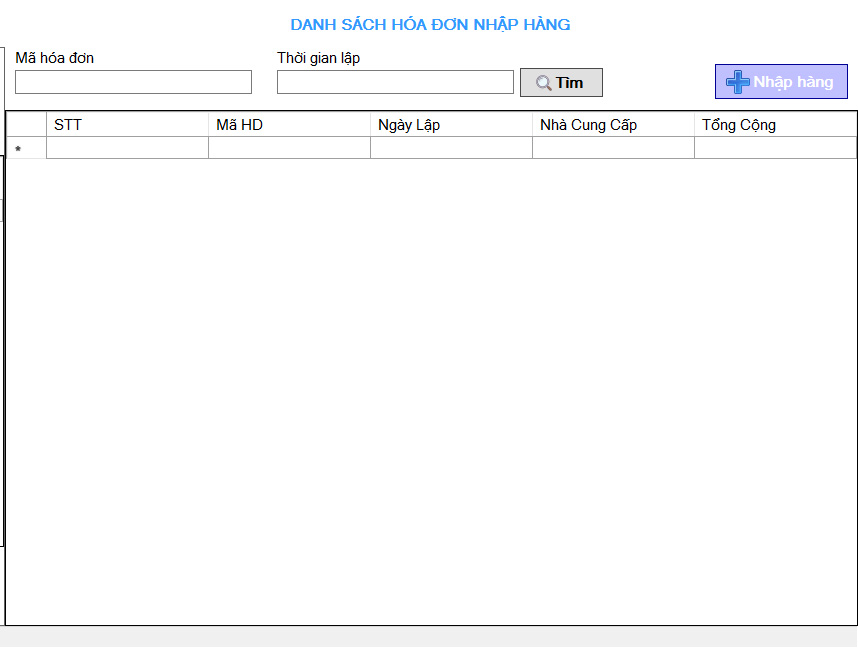 DANH SÁCH HÓA ĐƠN NHẬP HÀNG
Mã hóa đơn
Thời gian lập
Tìm
Nhập hàng
STT Mã HD Ngày Lập Nhà Cung Cấp Tổng Cộng
*